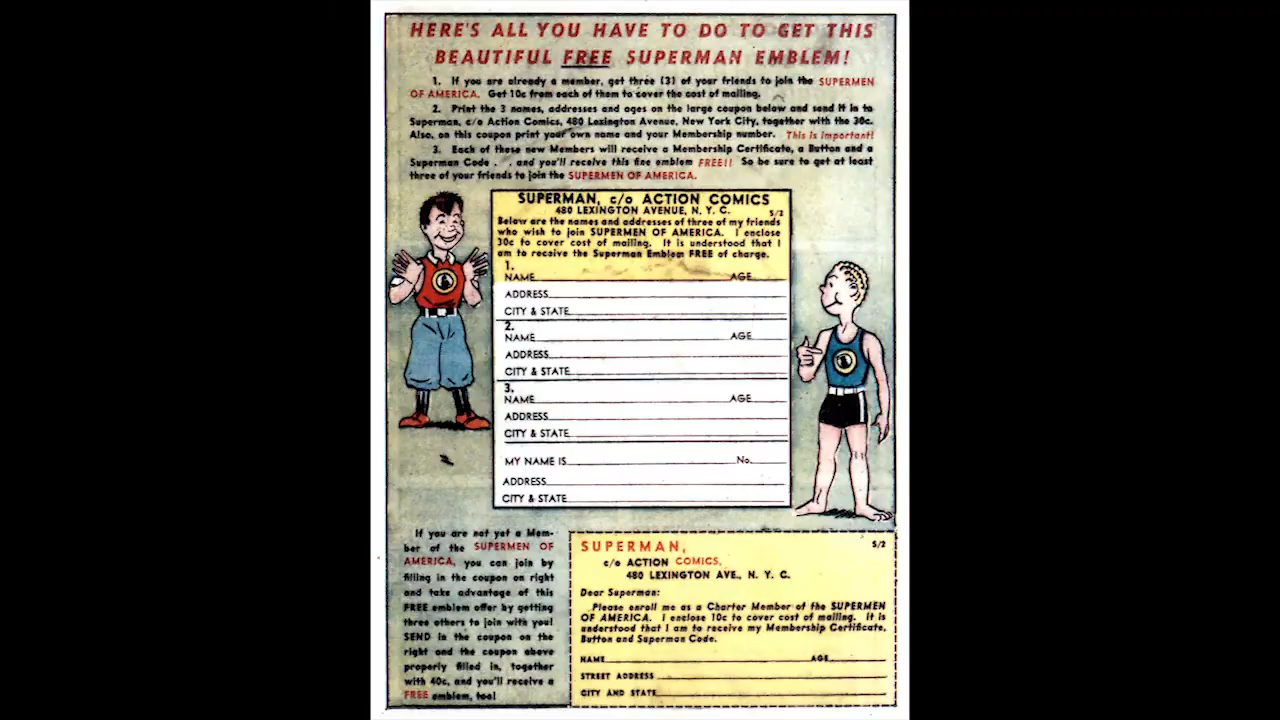 HERE'S ALL YOU HAVE TO DO TO GET THIS
BEAUTIFUL FREE SUPERMAN EMBLEM!
1. If you are already a member, get three (3) of your friends to join the SUPERMEN
OF AMERICA. Get 10c from each of them to cover the cost of mailing.
2. Print the 3 names, addresses and ages on the large coupon below and send it in to
Superman, c/o Action Comics, 480 Lexington Avenue, New York City, together with the 30c.
Also, on this coupon print your own name and your Membership number. This is important!
3. Each of these new Members will receive a Membership Certificate, a Button and a
Superman Code . . and you'll receive this fine emblem FREE!! So be sure to get at least
three of your friends to join the SUPERMEN OF AMERICA.
SUPERMAN, c/o ACTION COMICS
480 LEXINGTON AVENUE, N. Y. C.
S/2
Below are the names and addresses of three of my friends
who wish to join SUPERMEN OF AMERICA. I enclose
30c to cover cost of mailing. It is understood that I
am to receive the Superman Emblem FREE of charge.
1.
NAME AGE
ADDRESS
CITY & STATE
2.
NAME AGE
ADDRESS
CITY & STATE
3.
NAME AGE
ADDRESS
CITY & STATE
MY NAME IS No.
ADDRESS
CITY & STATE
If you are not yet a Mem-
ber of the SUPERMEN OF
AMERICA, you can join by
filling in the coupon on right
and take advantage of this
FREE emblem offer by getting
three others to join with you!
SEND in the coupon on the
right and the coupon above
properly filled in, together
with 40c, and you'll receive a
FREE emblem, too!
SUPERMAN, S/2
c/o ACTION COMICS,
480 LEXINGTON AVE., N. Y. C.
Dear Superman:
Please enroll me as a Charter Member of the SUPERMEN
OF AMERICA. I enclose 10c to cover cost of mailing. It is
understood that I am to receive my Membership Certificate,
Button and Superman Code.
NAME AGE
STREET ADDRESS
CITY AND STATE